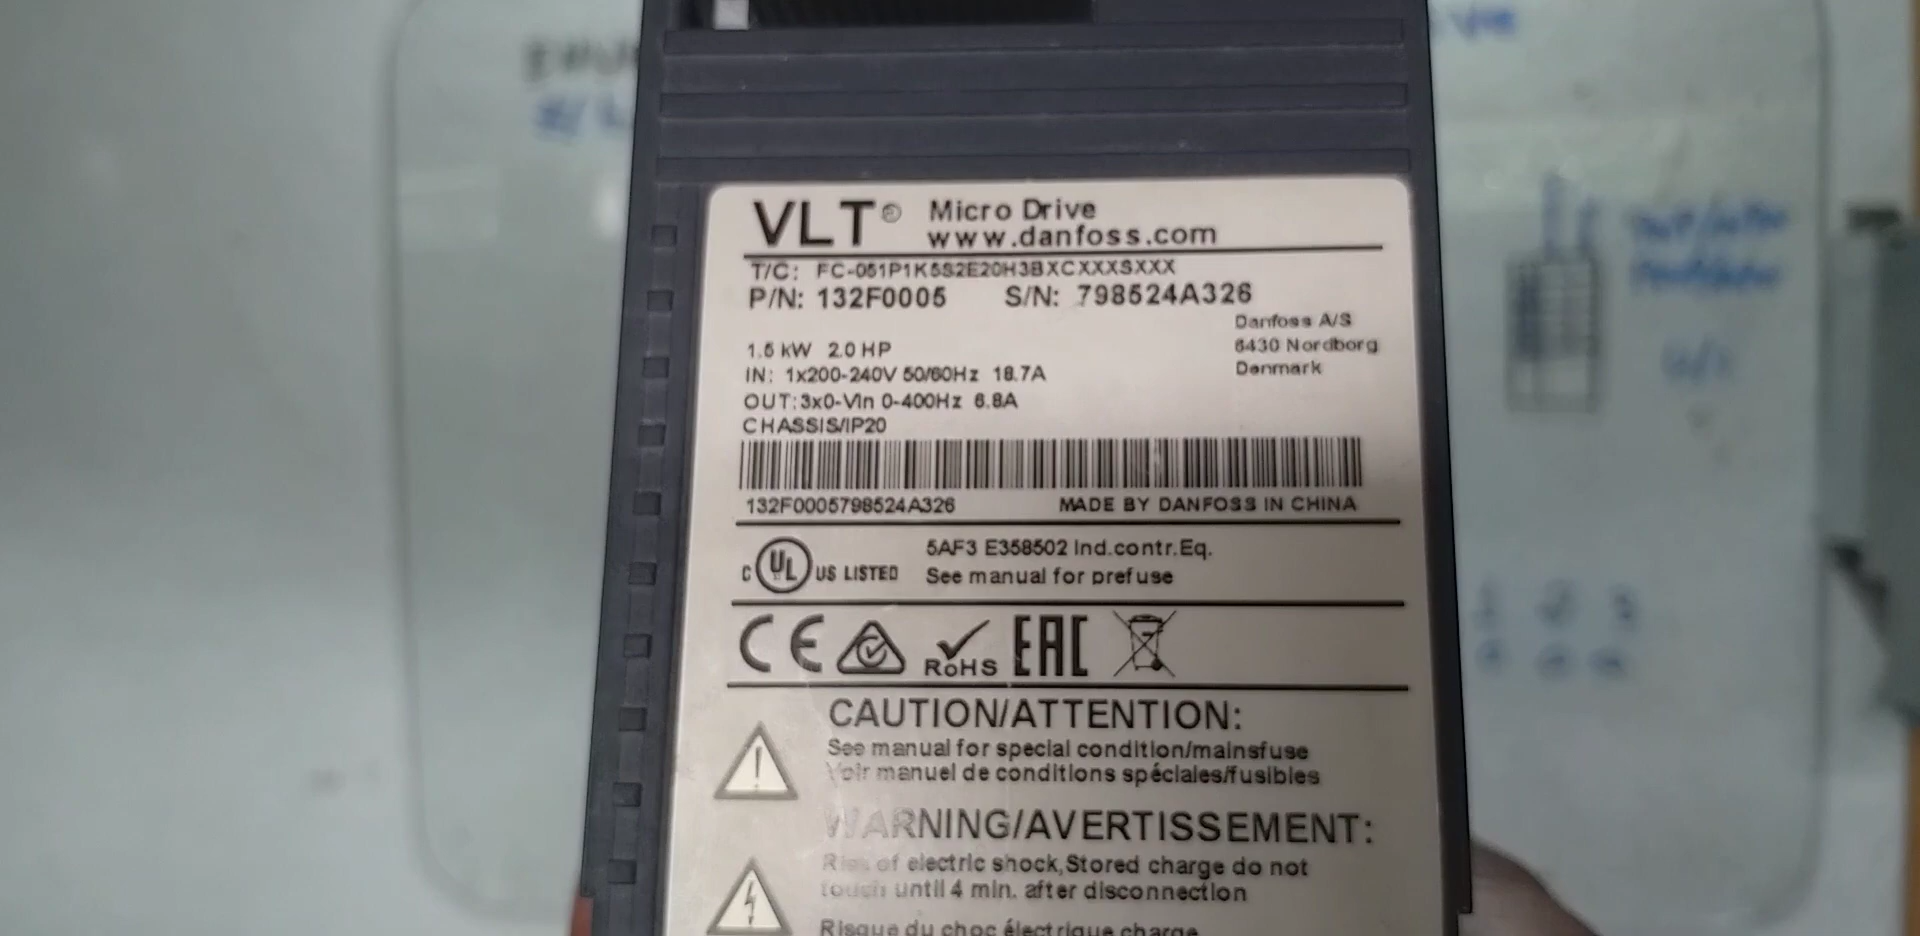 VLT® Micro Drive
www.danfoss.com
T/C: FC-051P1K5S2E20H3BXCXXXSXXX
P/N: 132F0005 S/N: 798524A326
Danfoss A/S
6430 Nordborg
Denmark
1.5 kW 2.0 HP
IN: 1x200-240V 50/60Hz 18.7A
OUT:3x0-Vin 0-400Hz 6.8A
CHASSIS/IP20
132F0005798524A326 MADE BY DANFOSS IN CHINA
C UL US LISTED
5AF3 E358502 Ind.contr.Eq.
See manual for prefuse
CE RoHS EAC
CAUTION/ATTENTION:
See manual for special condition/mainsfuse
Voir manuel de conditions spéciales/fusibles
WARNING/AVERTISSEMENT:
Risk of electric shock,Stored charge do not
touch until 4 min. after disconnection
Risque du choc électrique charge